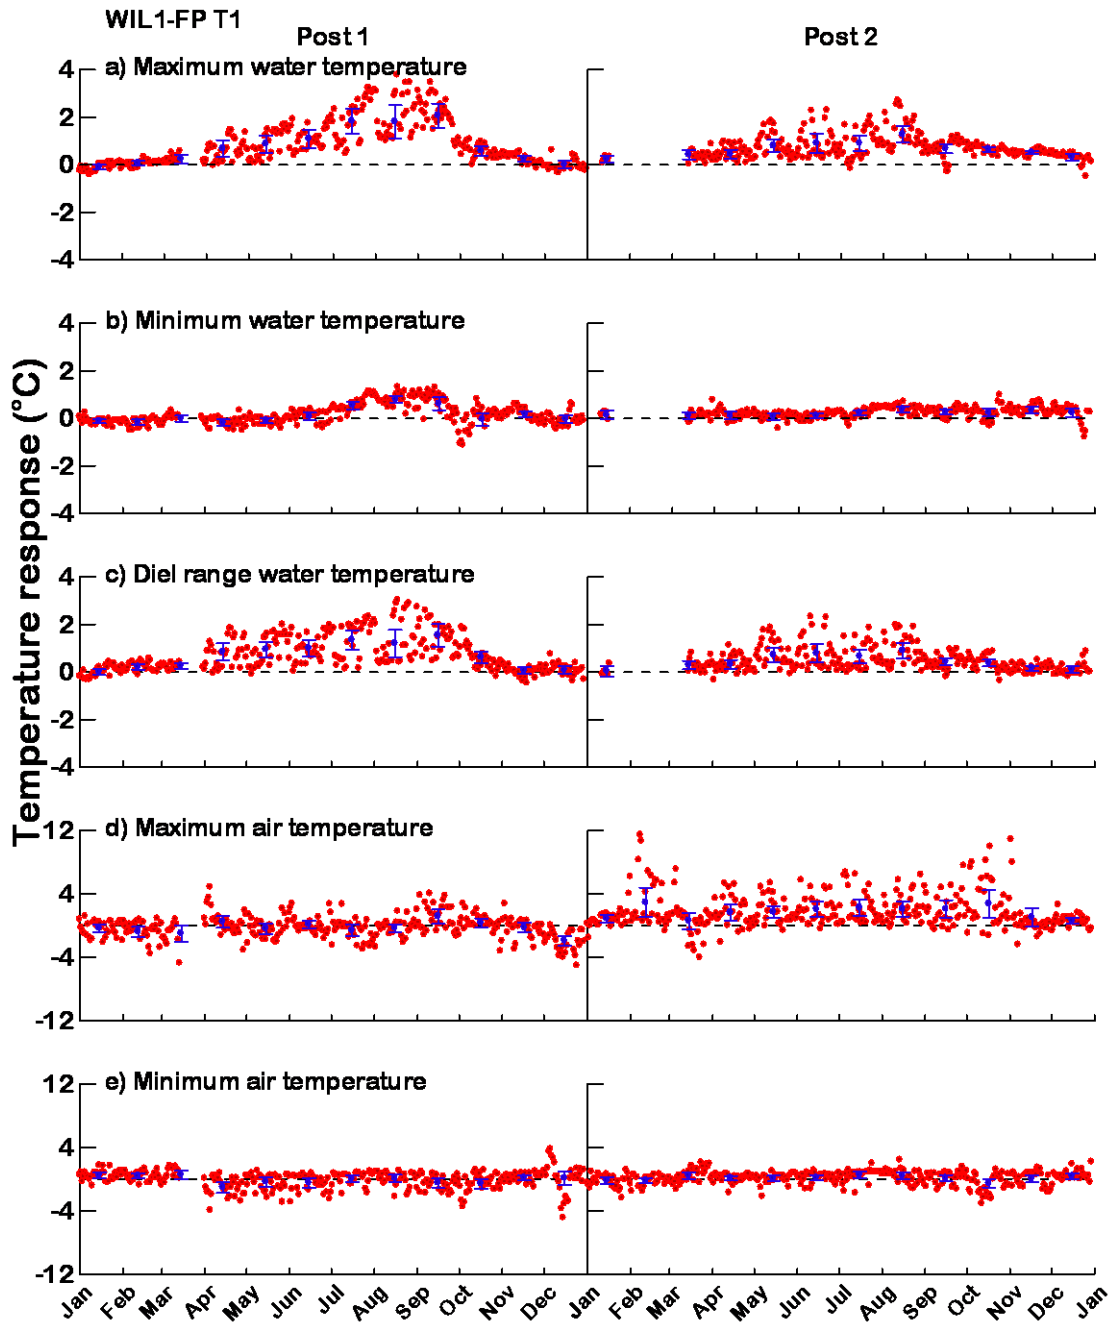 WIL1-FP T1
Post 1
Post 2
a) Maximum water temperature
4
2
0
-2
-4
b) Minimum water temperature
4
2
0
-2
-4
Temperature response (°C)
c) Diel range water temperature
4
2
0
-2
-4
d) Maximum air temperature
12
4
-4
-12
e) Minimum air temperature
12
4
-4
-12
Jan Feb Mar Apr May Jun Jul Aug Sep Oct Nov Dec Jan Feb Mar Apr May Jun Jul Aug Sep Oct Nov Dec Jan